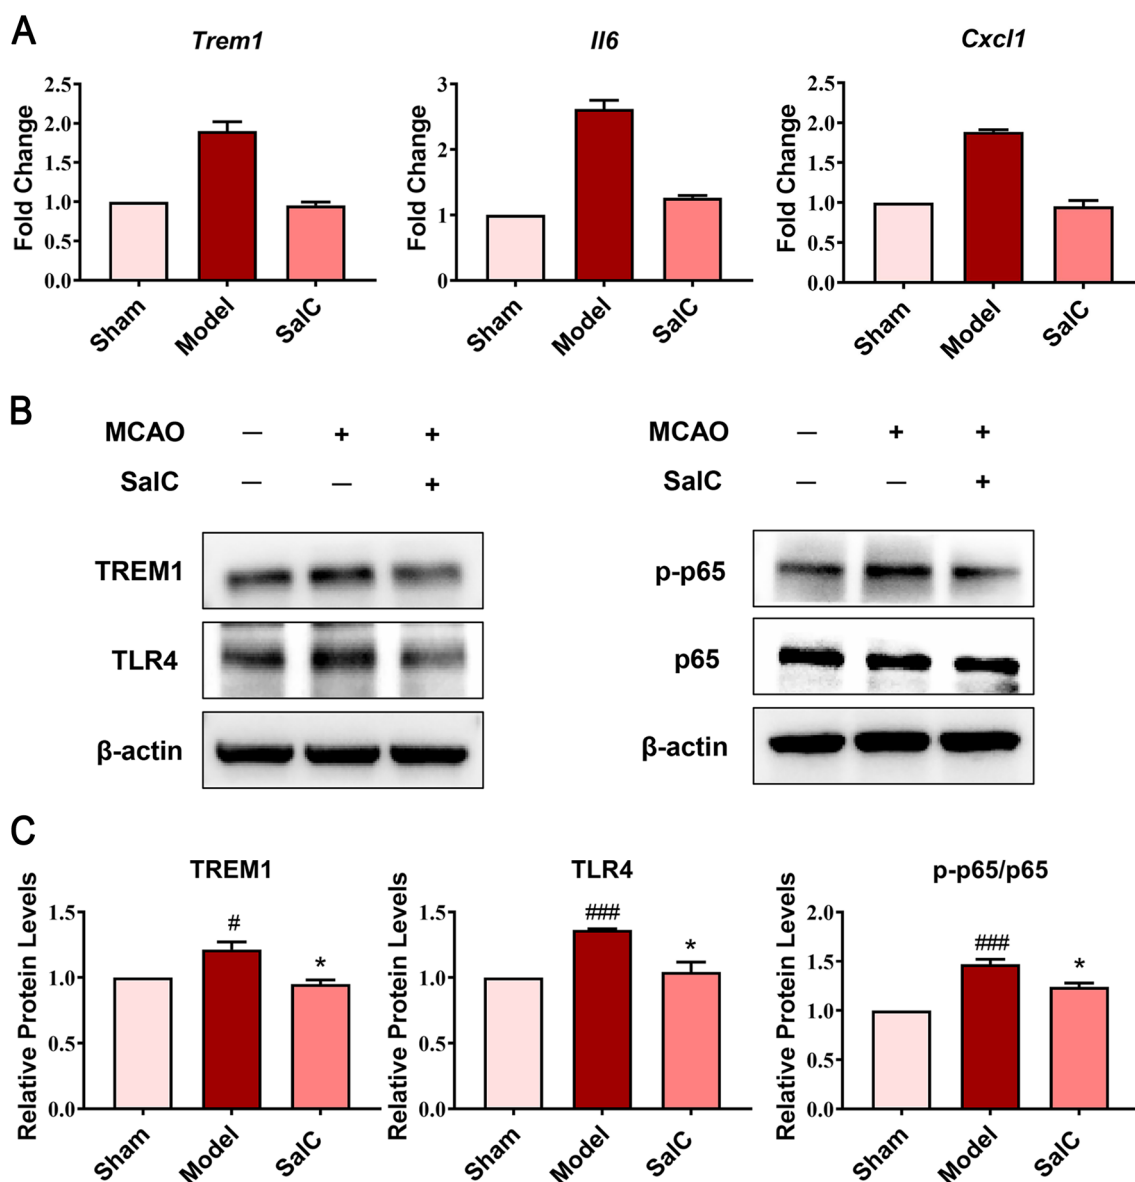 A
Trem1 Il6 Cxcl1
Fold Change
2.5
2.0
1.5
1.0
0.5
0.0
Sham Model SalC
Fold Change
3
2
1
0
Sham Model SalC
Fold Change
2.5
2.0
1.5
1.0
0.5
0.0
Sham Model SalC
B
MCAO — + +
SalC — — +
TREM1
TLR4
β-actin
MCAO — + +
SalC — — +
p-p65
p65
β-actin
C
TREM1
Relative Protein Levels
1.5
1.0
0.5
0.0
# *
Sham Model SalC
TLR4
Relative Protein Levels
1.5
1.0
0.5
0.0
### *
Sham Model SalC
p-p65/p65
Relative Protein Levels
2.0
1.5
1.0
0.5
0.0
### *
Sham Model SalC